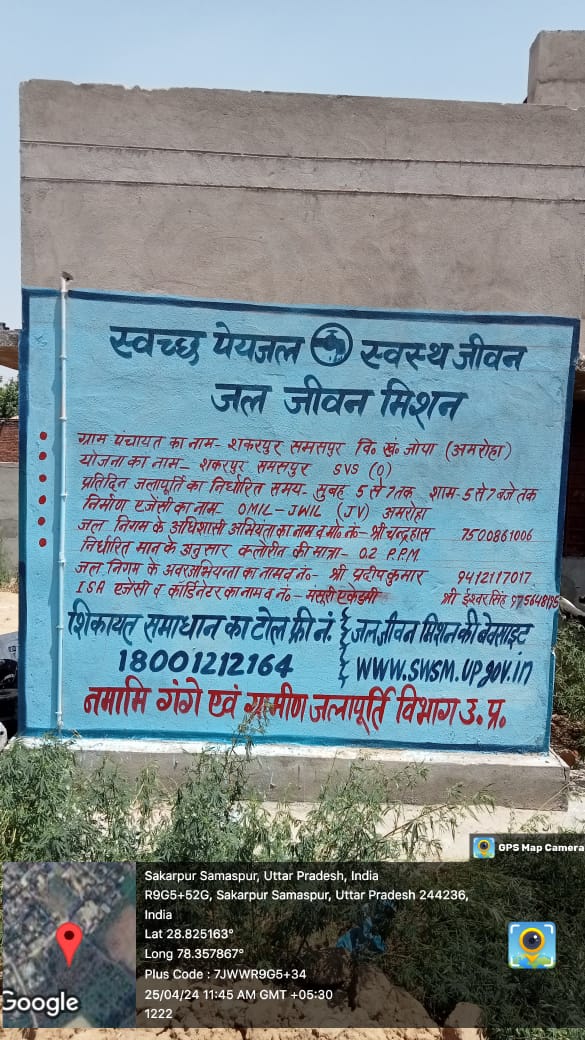 स्वच्छ पेयजल स्वस्थ जीवन
जल जीवन मिशन
ग्राम पंचायत का नाम- शकरपुर समसपुर वि० खं० जोपा (अमरोहा)
योजना का नाम- शकरपुर समसपुर SVS (0)
प्रतिदिन जलापूर्ति का निर्धारित समय- सुबह 5 से 7 तक शाम-5 से 7 बजे तक
निर्माण एजेंसी का नाम OMIL-JWIL (JV) अमरोहा
जल निगम के अधिशासी अभियंता का नाम व मो० नं०- श्री चन्द्रहास 7500861006
निर्धारित मान के अनुसार क्लोरीन की मात्रा- 0.2 P.P.M.
जल निगम के अवर अभियन्ता का नाम व नं०- श्री प्रदीप कुमार 9412117017
ISA एजेंसी व कार्डिनेटर का नाम व नं०- मसूरी एकेडमी श्री ईश्वर सिंह
शिकायत समाधान का टोल फ्री नं. जल जीवन मिशन की वेबसाइट
18001212164 www.swsm.up.gov.in
नमामि गंगे एवं ग्रामीण जलापूर्ति विभाग उ. प्र.
GPS Map Camera
Sakarpur Samaspur, Uttar Pradesh, India
R9G5+52G, Sakarpur Samaspur, Uttar Pradesh 244236,
India
Lat 28.825163°
Long 78.357867°
Plus Code : 7JWWR9G5+34
25/04/24 11:45 AM GMT +05:30
1222
Google